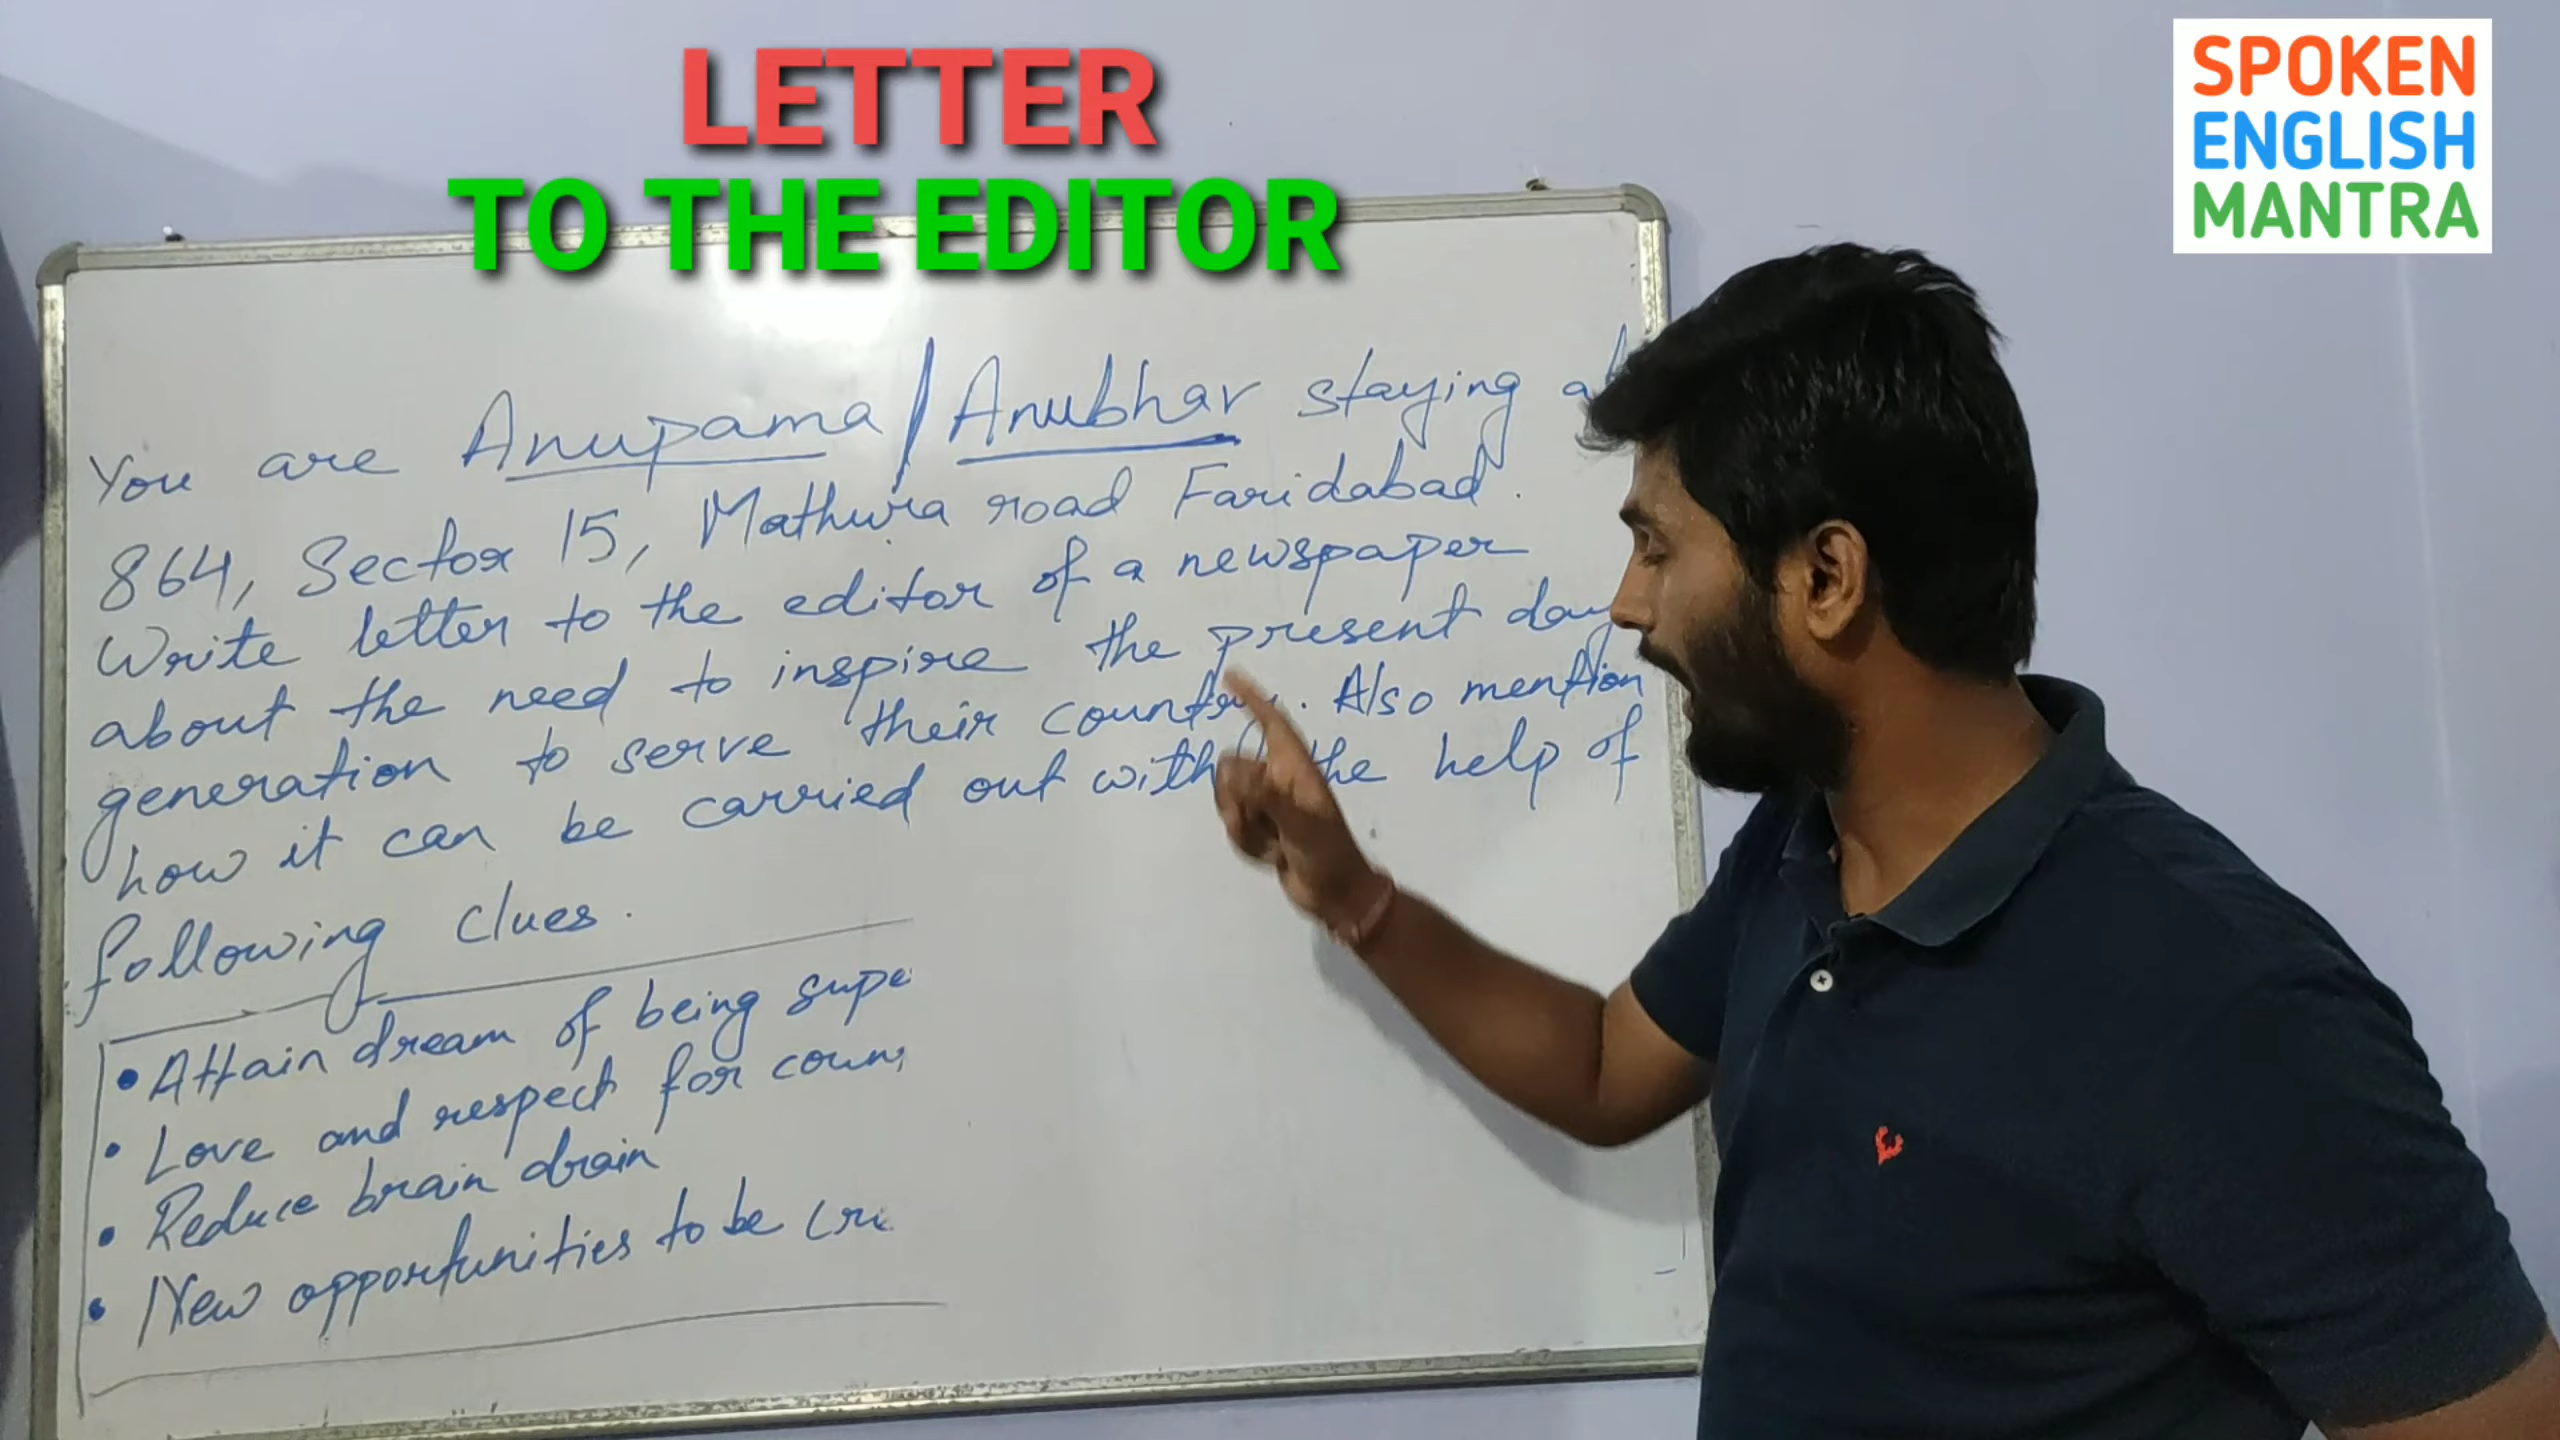 LETTER
TO THE EDITOR
SPOKEN
ENGLISH
MANTRA
You are Anupama / Anubhav staying
864, Sector 15, Mathura road Faridabad.
Write letter to the editor of a newspaper
about the need to inspire the present day
generation to serve their country. Also mention
how it can be carried out with the help of
following clues.
• Attain dream of being supe
• Love and respect for coun
• Reduce brain drain
• New opportunities to be cre